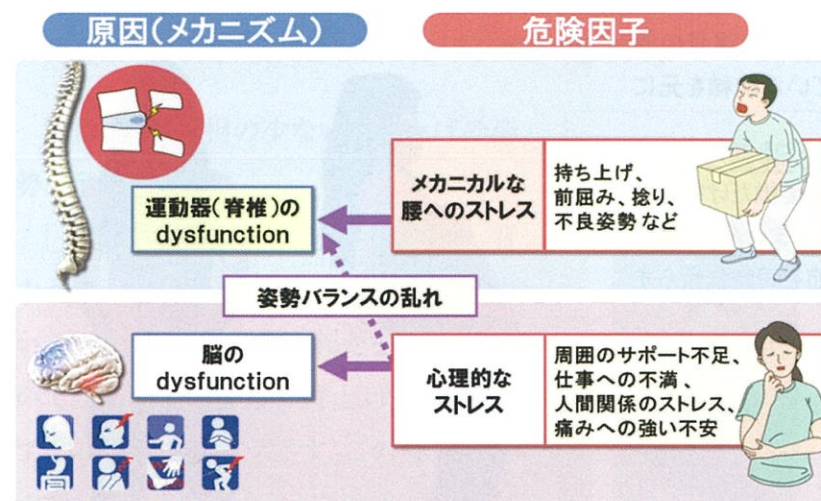 原因（メカニズム）
危険因子
運動器（脊椎）の
dysfunction
メカニカルな
腰へのストレス
持ち上げ、
前屈み、捻り、
不良姿勢 など
姿勢バランスの乱れ
脳の
dysfunction
心理的な
ストレス
周囲のサポート不足、
仕事への不満、
人間関係のストレス、
痛みへの強い不安